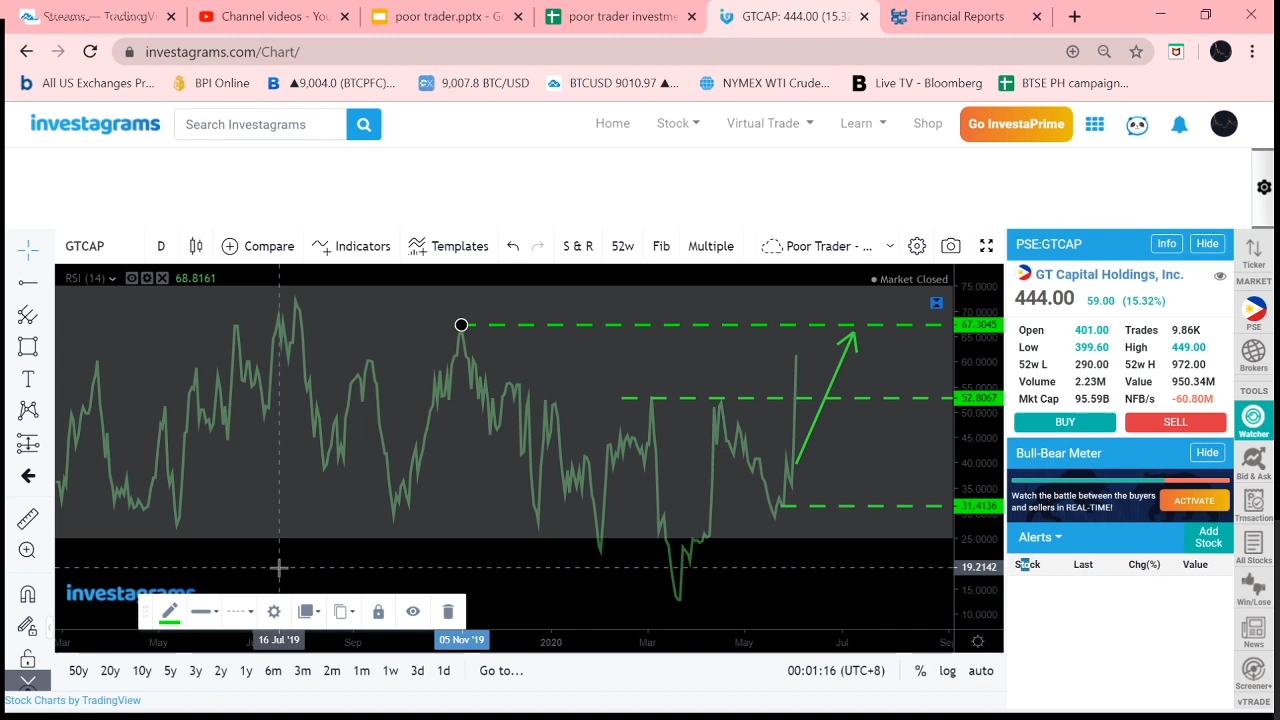 Streams — TradingVi
Channel videos - You
poor trader.pptx - Go
poor trader investme
GTCAP: 444.00 (15.32
Financial Reports
investagrams.com/Chart/
All US Exchanges Pr...
BPI Online
▲9,004.0 (BTCPFC)...
9,007.8 BTC/USD
BTCUSD 9010.97 ▲...
NYMEX WTI Crude...
Live TV - Bloomberg
BTSE PH campaign...
investagrams
Search Investagrams
Home
Stock
Virtual Trade
Learn
Shop
Go InvestaPrime
GTCAP
D
Compare
Indicators
Templates
S & R
52w
Fib
Multiple
Poor Trader - ...
RSI (14)
68.8161
Market Closed
75.0000
70.0000
67.3045
65.0000
60.0000
55.0000
52.8067
50.0000
45.0000
40.0000
35.0000
31.4136
30.0000
25.0000
19.2142
15.0000
10.0000
investagrams
Mar
May
16 Jul '19
Sep
05 Nov '19
2020
Mar
May
Jul
Se
50y
20y
10y
5y
3y
2y
1y
6m
3m
2m
1m
1w
3d
1d
Go to...
00:01:16 (UTC+8)
%
log
auto
Stock Charts by TradingView
PSE:GTCAP
Info
Hide
GT Capital Holdings, Inc.
444.00 59.00 (15.32%)
Open 401.00 Trades 9.86K
Low 399.60 High 449.00
52w L 290.00 52w H 972.00
Volume 2.23M Value 950.34M
Mkt Cap 95.59B NFB/s -60.80M
BUY
SELL
Bull-Bear Meter
Hide
Watch the battle between the buyers
and sellers in REAL-TIME!
ACTIVATE
Alerts
Add
Stock
Stock Last Chg(%) Value
Ticker
MARKET
PSE
Brokers
TOOLS
Watcher
Bid & Ask
Trnsaction
All Stocks
Win/Lose
News
Screener+
vTRADE